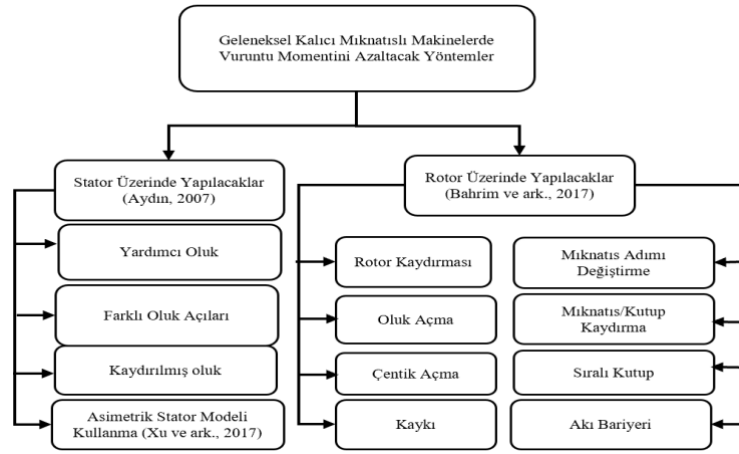 Geleneksel Kalıcı Mıknatıslı Makinelerde
Vuruntu Momentini Azaltacak Yöntemler
Stator Üzerinde Yapılacaklar
(Aydın, 2007)
Yardımcı Oluk
Farklı Oluk Açıları
Kaydırılmış oluk
Asimetrik Stator Modeli
Kullanma (Xu ve ark., 2017)
Rotor Üzerinde Yapılacaklar
(Bahrim ve ark., 2017)
Rotor Kaydırması
Oluk Açma
Çentik Açma
Kaykı
Mıknatıs Adımı
Değiştirme
Mıknatıs/Kutup
Kaydırma
Sıralı Kutup
Akı Bariyeri